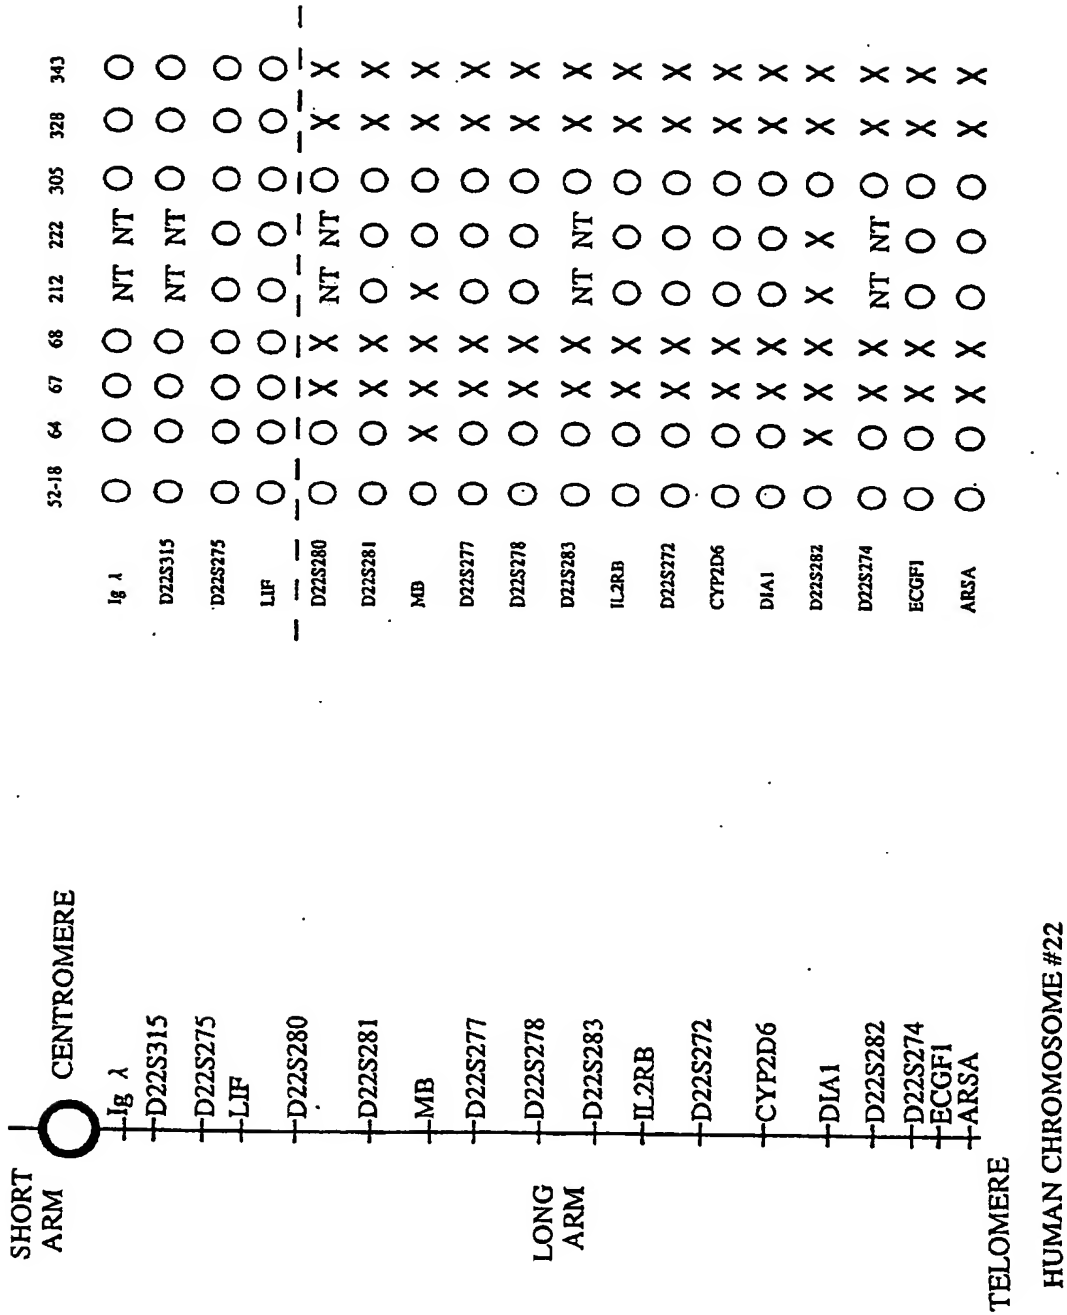 SHORT
ARM
CENTROMERE
Ig λ
D22S315
D22S275
LIF
D22S280
D22S281
MB
D22S277
D22S278
D22S283
IL2RB
D22S272
CYP2D6
DIA1
D22S282
D22S274
ECGF1
ARSA
LONG
ARM
TELOMERE
HUMAN CHROMOSOME #22
52-18 64 67 68 212 222 305 328 343
Ig λ O O O O NT NT O O O
D22S315 O O O O NT NT O O O
D22S275 O O O O O O O O O
LIF O O O O O O O O O
D22S280 O O X X NT NT O X X
D22S281 O O X X O O O X X
MB O X X X X O O X X
D22S277 O O X X O O O X X
D22S278 O O X X O O O X X
D22S283 O O X X NT NT O X X
IL2RB O O X X O O O X X
D22S272 O O X X O O O X X
CYP2D6 O O X X O O O X X
DIA1 O O X X O O O X X
D22S282 O X X X X X O X X
D22S274 O O X X NT NT O X X
ECGF1 O O X X O O O X X
ARSA O O X X O O O X X